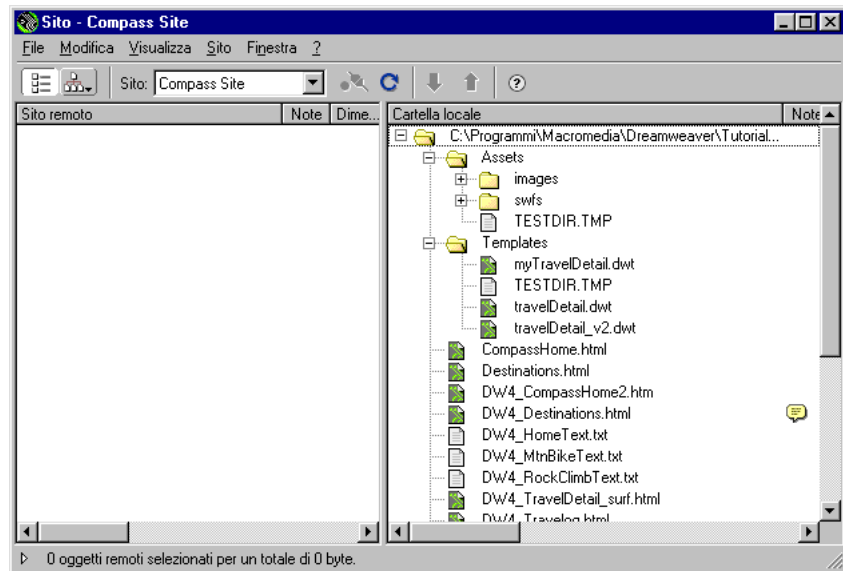 Sito - Compass Site
File Modifica Visualizza Sito Finestra ?
Sito: Compass Site
Sito remoto Note Dime...
Cartella locale Note
C:\Programmi\Macromedia\Dreamweaver\Tutorial...
Assets
images
swfs
TESTDIR.TMP
Templates
myTravelDetail.dwt
TESTDIR.TMP
travelDetail.dwt
travelDetail_v2.dwt
CompassHome.html
Destinations.html
DW4_CompassHome2.htm
DW4_Destinations.html
DW4_HomeText.txt
DW4_MtnBikeText.txt
DW4_RockClimbText.txt
DW4_TravelDetail_surf.html
DW4_Travelog.html
0 oggetti remoti selezionati per un totale di 0 byte.